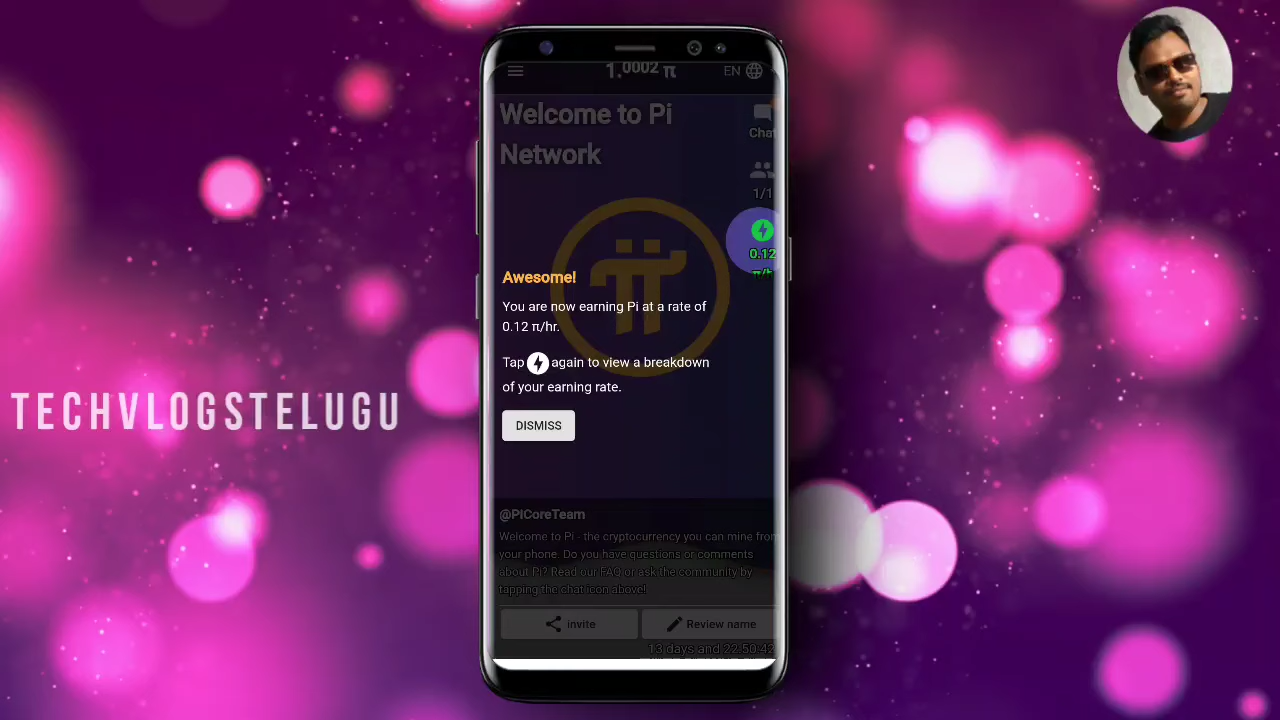 1.0002 π
EN
Welcome to Pi
Network
Chat
1/1
0.12
π/h
Awesome!
You are now earning Pi at a rate of
0.12 π/hr.
Tap again to view a breakdown
of your earning rate.
DISMISS
TECHVLOGSTELUGU
@PiCoreTeam
Welcome to Pi - the cryptocurrency you can mine from
your phone. Do you have questions or comments
about Pi? Read our FAQ or ask the community by
tapping the chat icon above!
invite
Review name
13 days and 22:50:42